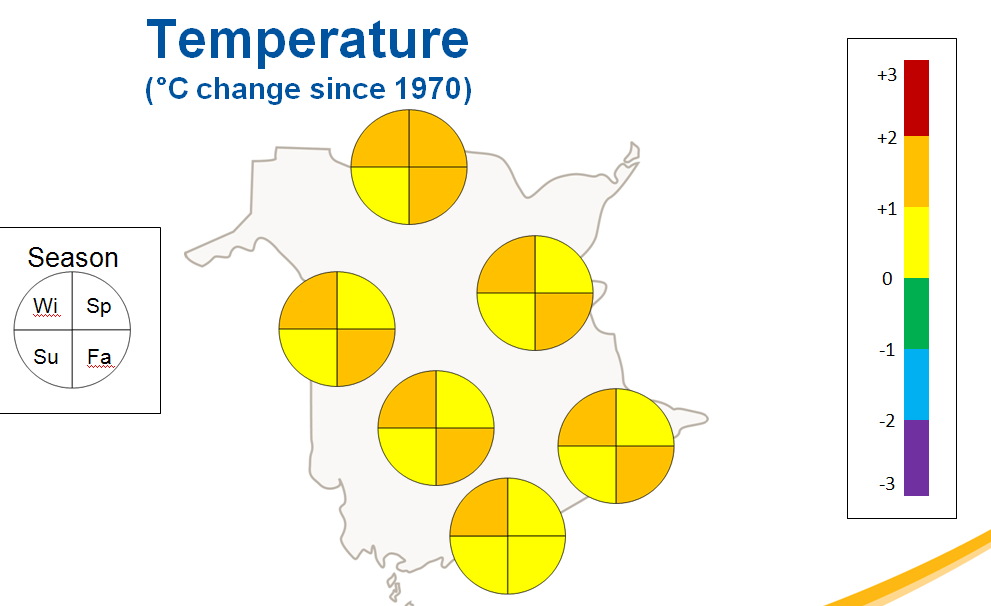 Temperature
(°C change since 1970)
Season
Wi Sp
Su Fa
+3
+2
+1
0
-1
-2
-3